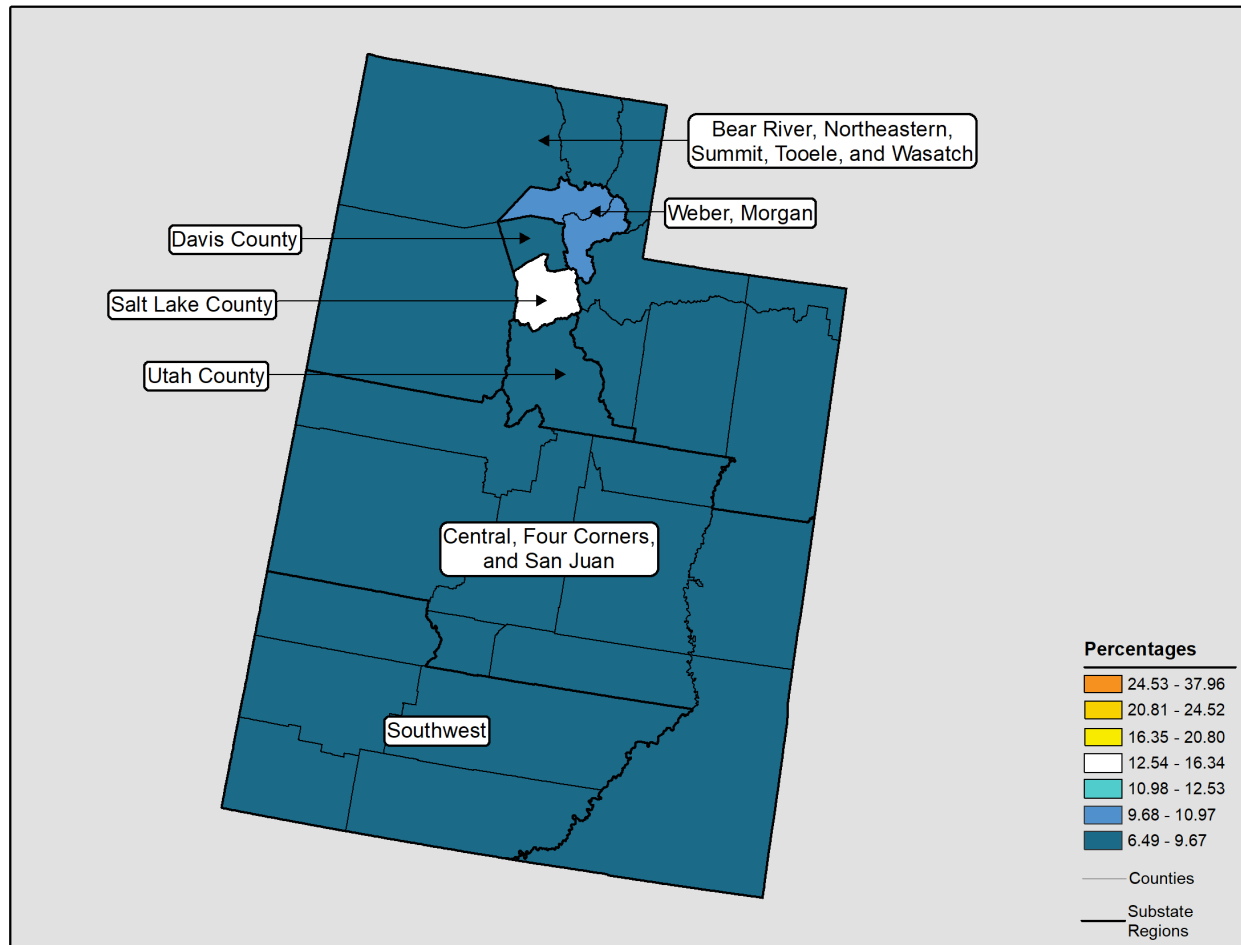 Bear River, Northeastern,
Summit, Tooele, and Wasatch
Weber, Morgan
Davis County
Salt Lake County
Utah County
Central, Four Corners,
and San Juan
Southwest
Percentages
24.53 - 37.96
20.81 - 24.52
16.35 - 20.80
12.54 - 16.34
10.98 - 12.53
9.68 - 10.97
6.49 - 9.67
Counties
Substate
Regions